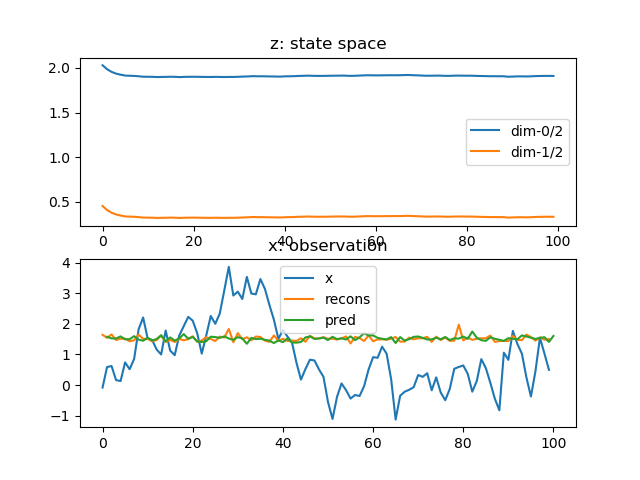 z: state space
2.0
1.5
1.0
0.5
dim-0/2
dim-1/2
0 20 40 60 80 100
x: observation
4
3
2
1
0
−1
x
recons
pred
0 20 40 60 80 100